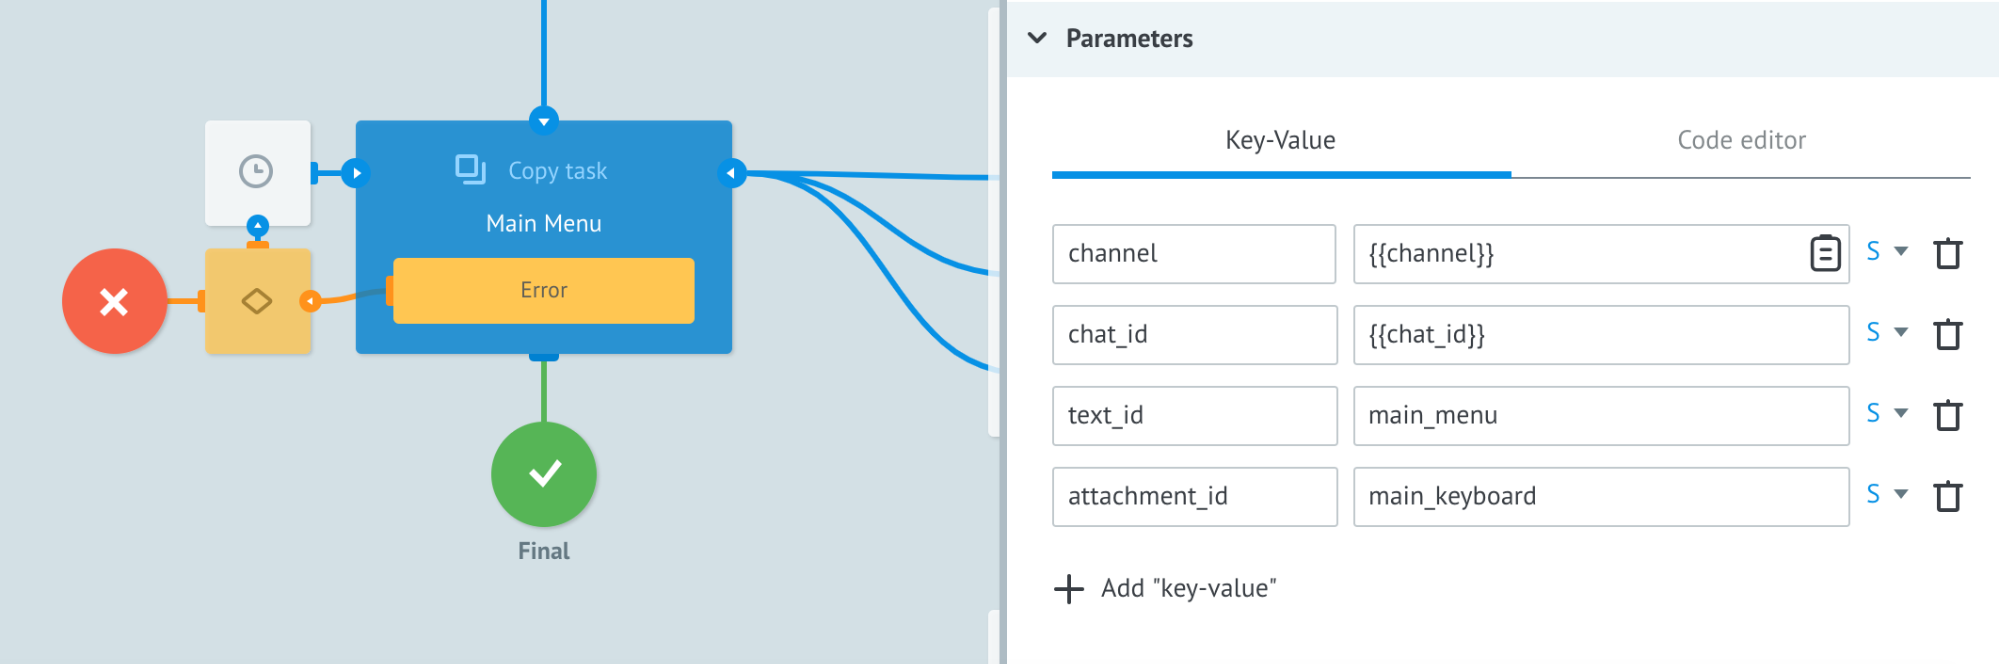 Copy task
Main Menu
Error
Final
Parameters
Key-Value
Code editor
channel
{{channel}}
S
chat_id
{{chat_id}}
S
text_id
main_menu
S
attachment_id
main_keyboard
S
Add "key-value"